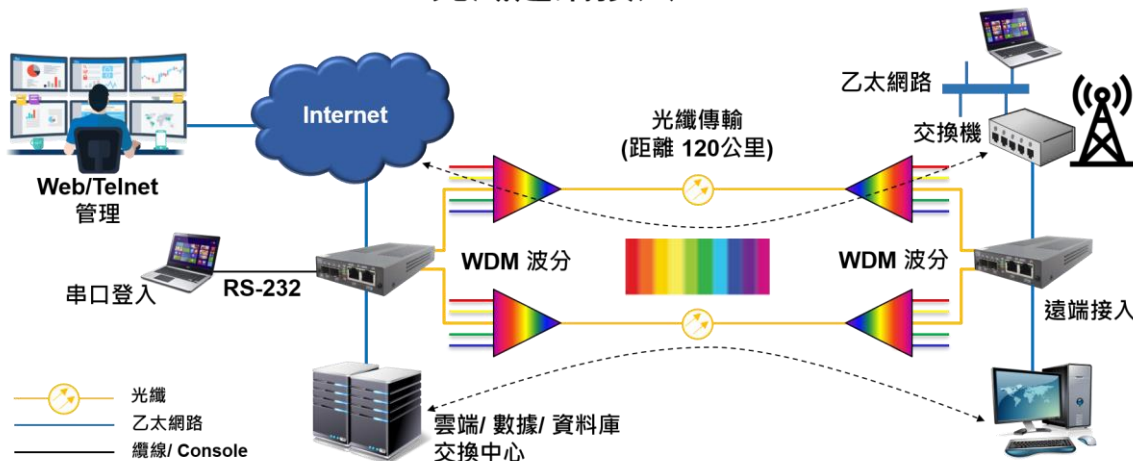 Internet
乙太網路
光纖傳輸
(距離 120公里)
交換機
Web/Telnet
管理
WDM 波分
WDM 波分
串口登入
RS-232
遠端接入
光纖
乙太網路
纜線/ Console
雲端/ 數據/ 資料庫
交換中心